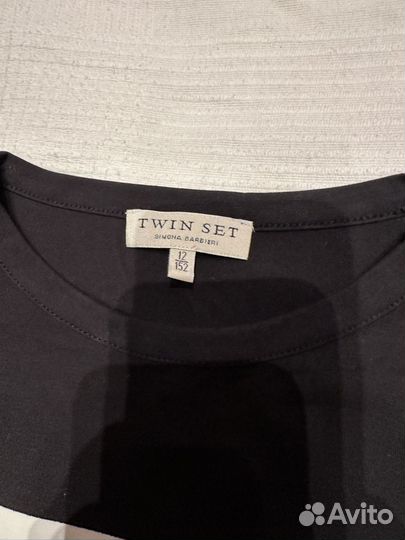 TWIN SET
SIMONA BARBIERI
12
152
Avito